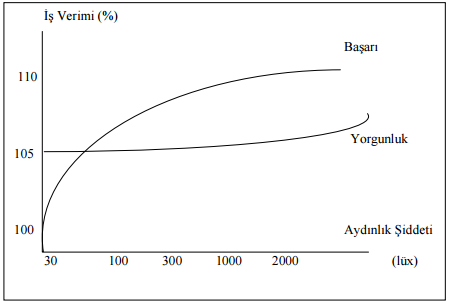 İş Verimi (%)
Başarı
110
Yorgunluk
105
100
Aydınlık Şiddeti
30 100 300 1000 2000 (lüx)